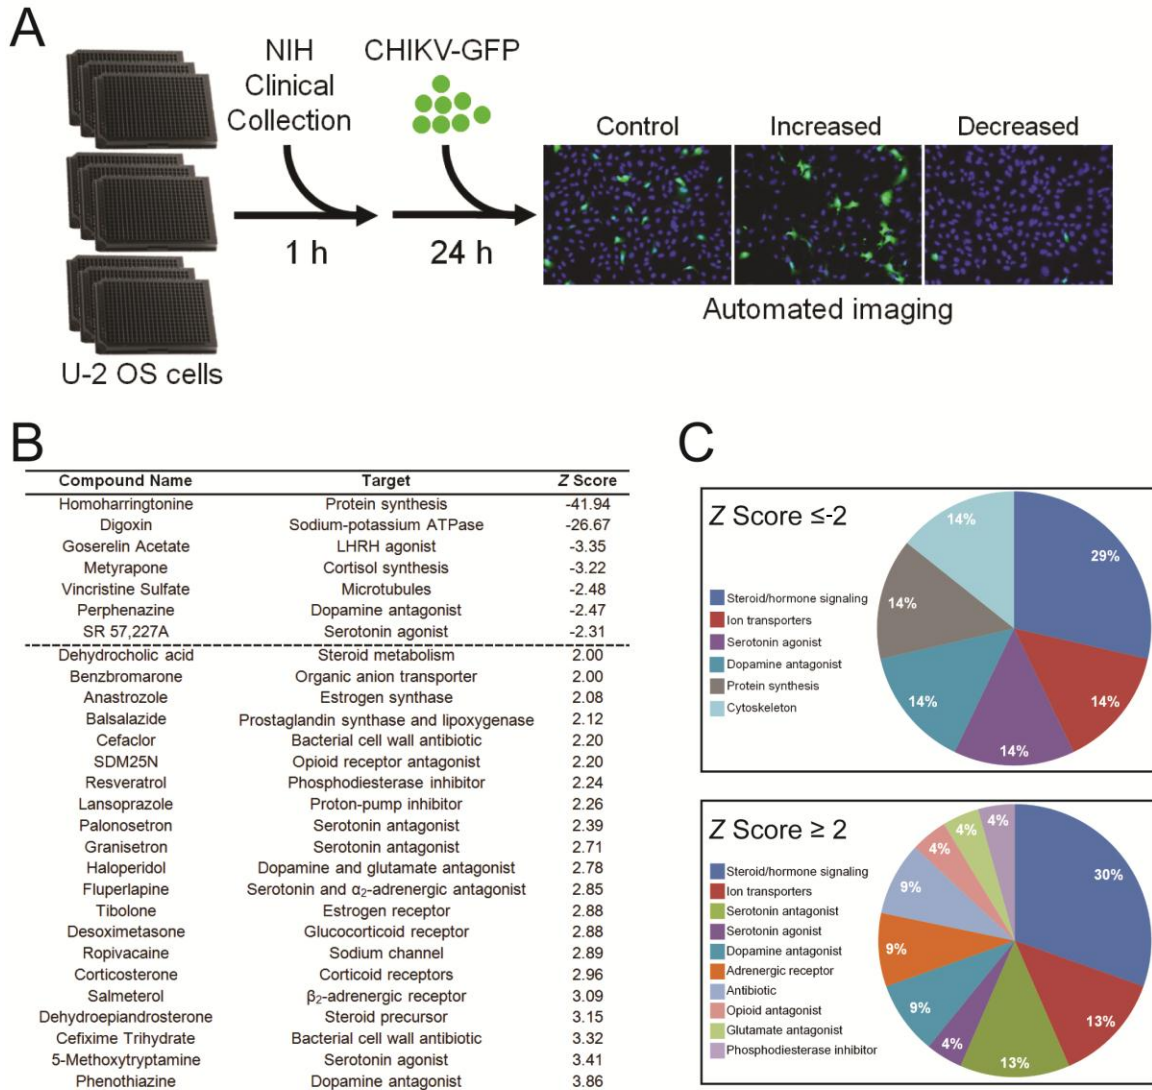 A
NIH
Clinical
Collection
CHIKV-GFP
1 h
24 h
U-2 OS cells
Control Increased Decreased
Automated imaging
B
Compound Name Target Z Score
Homoharringtonine Protein synthesis -41.94
Digoxin Sodium-potassium ATPase -26.67
Goserelin Acetate LHRH agonist -3.35
Metyrapone Cortisol synthesis -3.22
Vincristine Sulfate Microtubules -2.48
Perphenazine Dopamine antagonist -2.47
SR 57,227A Serotonin agonist -2.31
Dehydrocholic acid Steroid metabolism 2.00
Benzbromarone Organic anion transporter 2.00
Anastrozole Estrogen synthase 2.08
Balsalazide Prostaglandin synthase and lipoxygenase 2.12
Cefaclor Bacterial cell wall antibiotic 2.20
SDM25N Opioid receptor antagonist 2.20
Resveratrol Phosphodiesterase inhibitor 2.24
Lansoprazole Proton-pump inhibitor 2.26
Palonosetron Serotonin antagonist 2.39
Granisetron Serotonin antagonist 2.71
Haloperidol Dopamine and glutamate antagonist 2.78
Fluperlapine Serotonin and α₂-adrenergic antagonist 2.85
Tibolone Estrogen receptor 2.88
Desoximetasone Glucocorticoid receptor 2.88
Ropivacaine Sodium channel 2.89
Corticosterone Corticoid receptors 2.96
Salmeterol β₂-adrenergic receptor 3.09
Dehydroepiandrosterone Steroid precursor 3.15
Cefixime Trihydrate Bacterial cell wall antibiotic 3.32
5-Methoxytryptamine Serotonin agonist 3.41
Phenothiazine Dopamine antagonist 3.86
C
Z Score ≤-2
Steroid/hormone signaling
Ion transporters
Serotonin agonist
Dopamine antagonist
Protein synthesis
Cytoskeleton
29%
14%
14%
14%
14%
14%
Z Score ≥ 2
Steroid/hormone signaling
Ion transporters
Serotonin antagonist
Serotonin agonist
Dopamine antagonist
Adrenergic receptor
Antibiotic
Opioid antagonist
Glutamate antagonist
Phosphodiesterase inhibitor
30%
13%
13%
4%
9%
9%
9%
4%
4%
4%